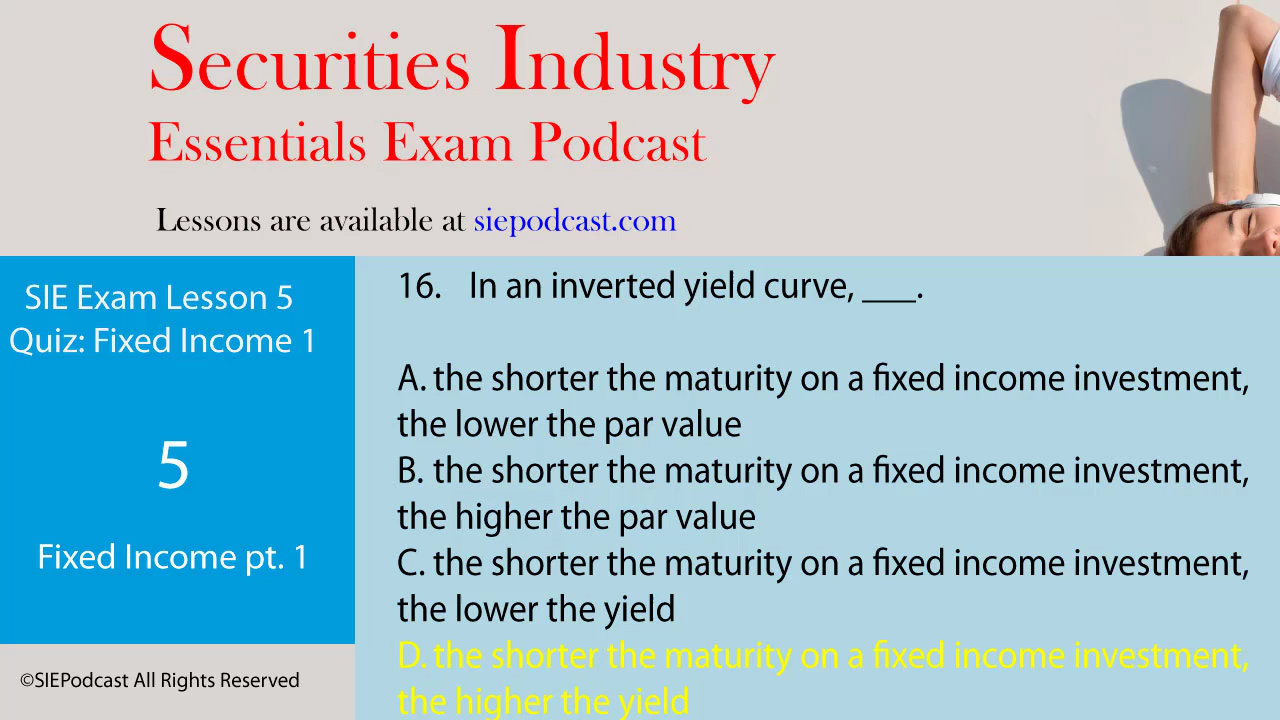 Securities Industry
Essentials Exam Podcast
Lessons are available at siepodcast.com
SIE Exam Lesson 5
Quiz: Fixed Income 1
5
Fixed Income pt. 1
©SIEPodcast All Rights Reserved
16. In an inverted yield curve, ___.
A. the shorter the maturity on a fixed income investment,
the lower the par value
B. the shorter the maturity on a fixed income investment,
the higher the par value
C. the shorter the maturity on a fixed income investment,
the lower the yield
D. the shorter the maturity on a fixed income investment,
the higher the yield